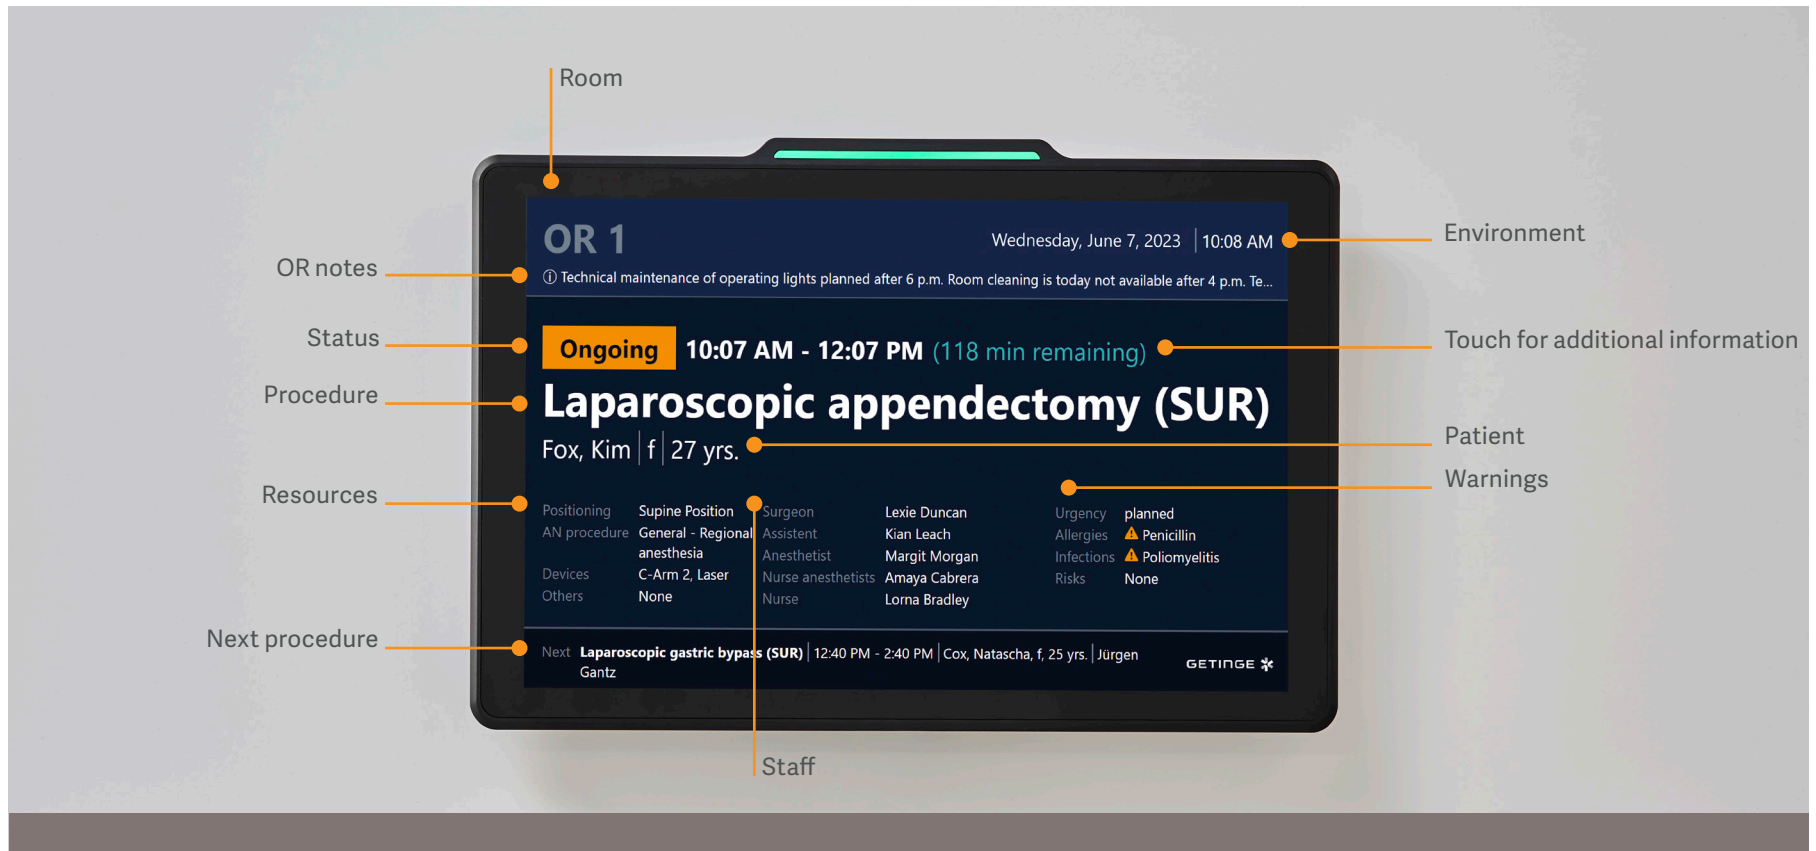 Room
OR 1
Wednesday, June 7, 2023 | 10:08 AM
Environment
OR notes
ⓘ Technical maintenance of operating lights planned after 6 p.m. Room cleaning is today not available after 4 p.m. Te...
Status
Ongoing 10:07 AM - 12:07 PM (118 min remaining)
Touch for additional information
Procedure
Laparoscopic appendectomy (SUR)
Fox, Kim | f | 27 yrs.
Patient
Warnings
Resources
Positioning Supine Position
AN procedure General - Regional
anesthesia
Devices C-Arm 2, Laser
Others None
Surgeon Lexie Duncan
Assistent Kian Leach
Anesthetist Margit Morgan
Nurse anesthetists Amaya Cabrera
Nurse Lorna Bradley
Urgency planned
Allergies Penicillin
Infections Poliomyelitis
Risks None
Next procedure
Next Laparoscopic gastric bypass (SUR) | 12:40 PM - 2:40 PM | Cox, Natascha, f, 25 yrs. | Jürgen
Gantz
GETINGE
Staff